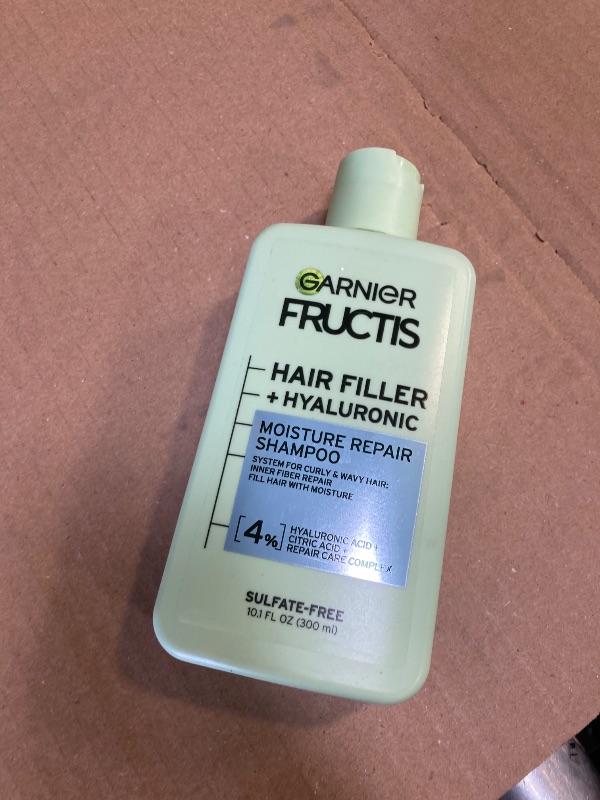 GARNIER
FRUCTIS
HAIR FILLER
+ HYALURONIC
MOISTURE REPAIR
SHAMPOO
SYSTEM FOR CURLY & WAVY HAIR:
INNER FIBER REPAIR
FILL HAIR WITH MOISTURE
[4%] HYALURONIC ACID +
CITRIC ACID +
REPAIR CARE COMPLEX
SULFATE-FREE
10.1 FL OZ (300 ml)